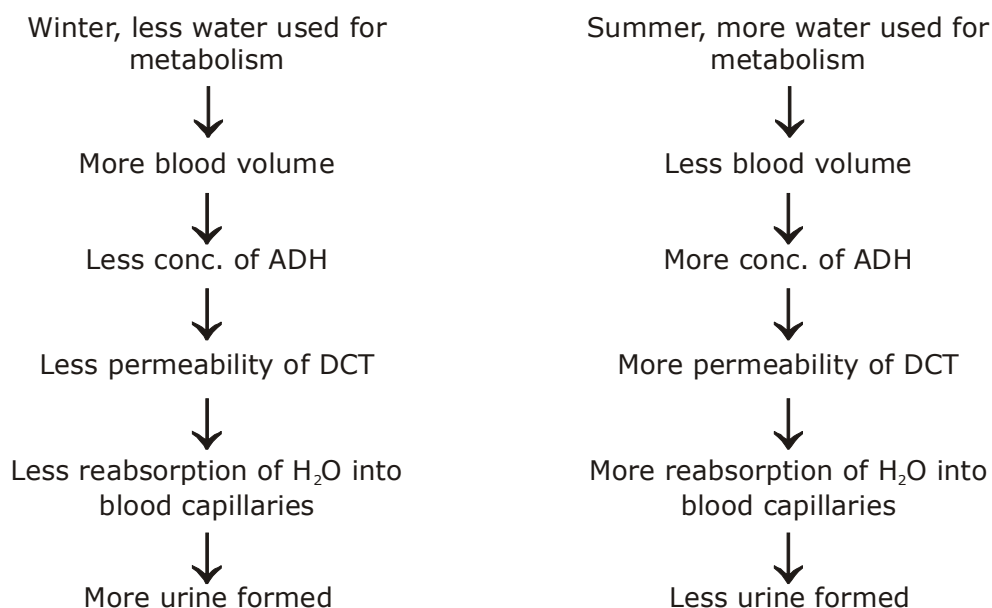 Winter, less water used for
metabolism
More blood volume
Less conc. of ADH
Less permeability of DCT
Less reabsorption of H₂O into
blood capillaries
More urine formed
Summer, more water used for
metabolism
Less blood volume
More conc. of ADH
More permeability of DCT
More reabsorption of H₂O into
blood capillaries
Less urine formed